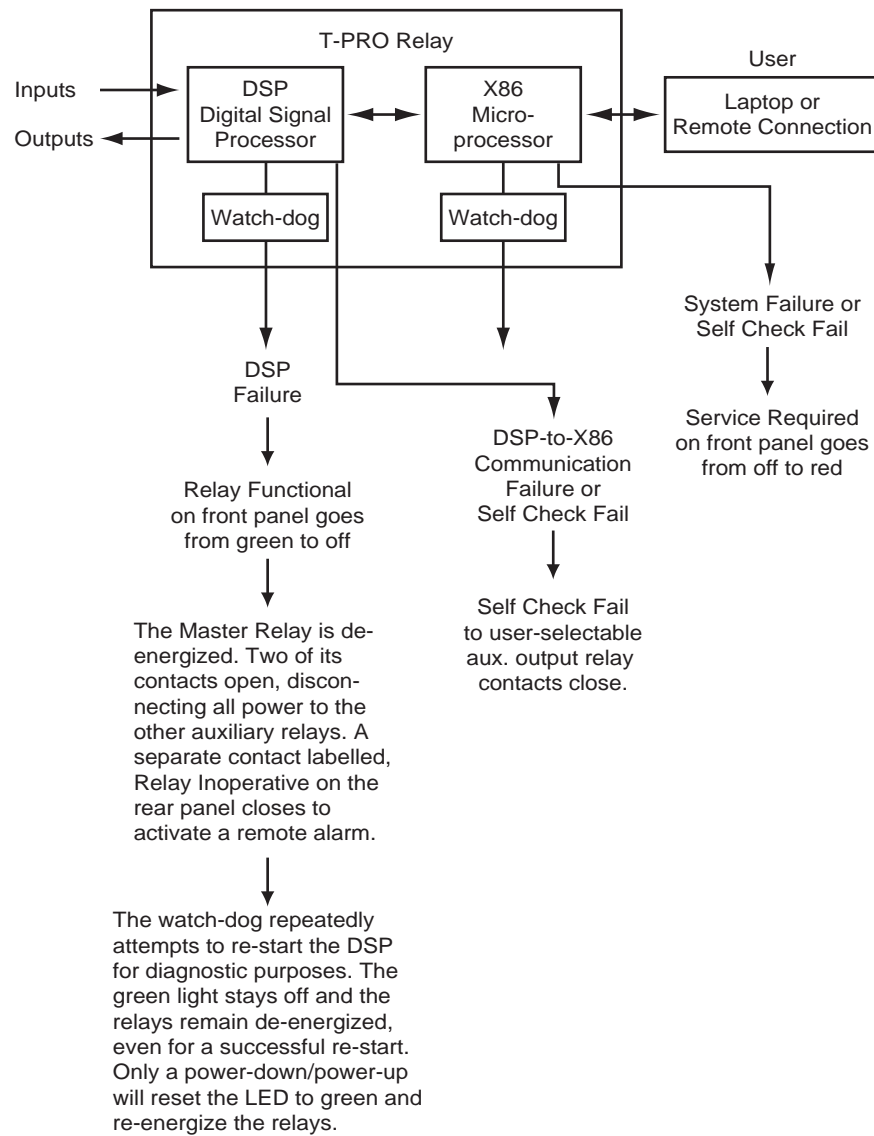 T-PRO Relay
User
Inputs
Outputs
DSP
Digital Signal
Processor
X86
Micro-
processor
Laptop or
Remote Connection
Watch-dog
Watch-dog
DSP
Failure
Relay Functional
on front panel goes
from green to off
The Master Relay is de-
energized. Two of its
contacts open, discon-
necting all power to the
other auxiliary relays. A
separate contact labelled,
Relay Inoperative on the
rear panel closes to
activate a remote alarm.
The watch-dog repeatedly
attempts to re-start the DSP
for diagnostic purposes. The
green light stays off and the
relays remain de-energized,
even for a successful re-start.
Only a power-down/power-up
will reset the LED to green and
re-energize the relays.
DSP-to-X86
Communication
Failure or
Self Check Fail
Self Check Fail
to user-selectable
aux. output relay
contacts close.
System Failure or
Self Check Fail
Service Required
on front panel goes
from off to red